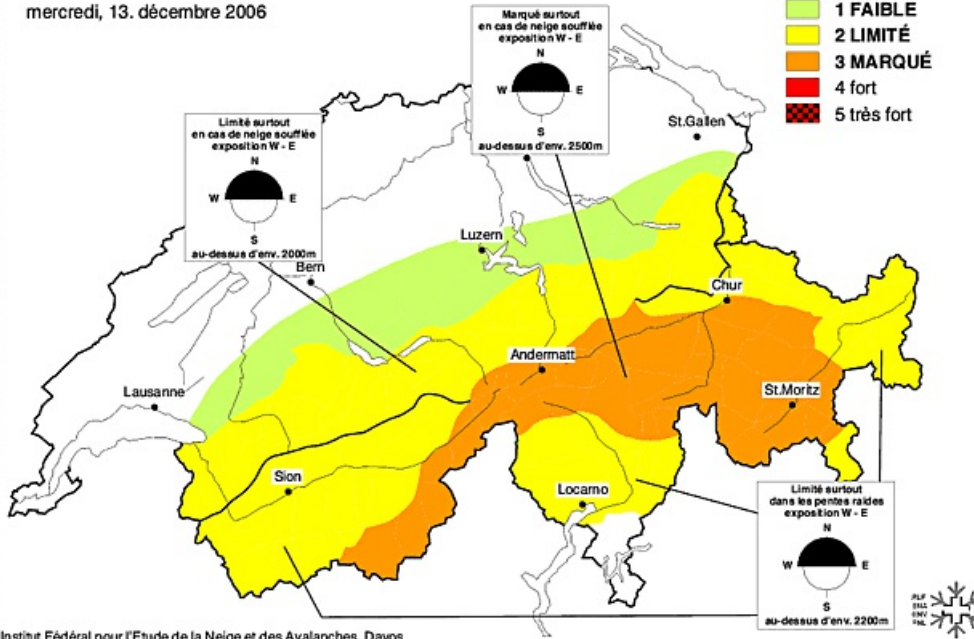 mercredi, 13. décembre 2006
Marqué surtout
en cas de neige soufflée
exposition W - E
N
W E
S
au-dessus d'env. 2500m
1 FAIBLE
2 LIMITÉ
3 MARQUÉ
4 fort
5 très fort
Limité surtout
en cas de neige soufflée
exposition W - E
N
W E
S
au-dessus d'env. 2000m
St.Gallen
Luzern
Bern
Chur
Andermatt
Lausanne
St.Moritz
Sion
Locarno
Limité surtout
dans les pentes raides
exposition W - E
N
W E
S
au-dessus d'env. 2200m
Institut Fédéral pour l'Etude de la Neige et des Avalanches, Davos